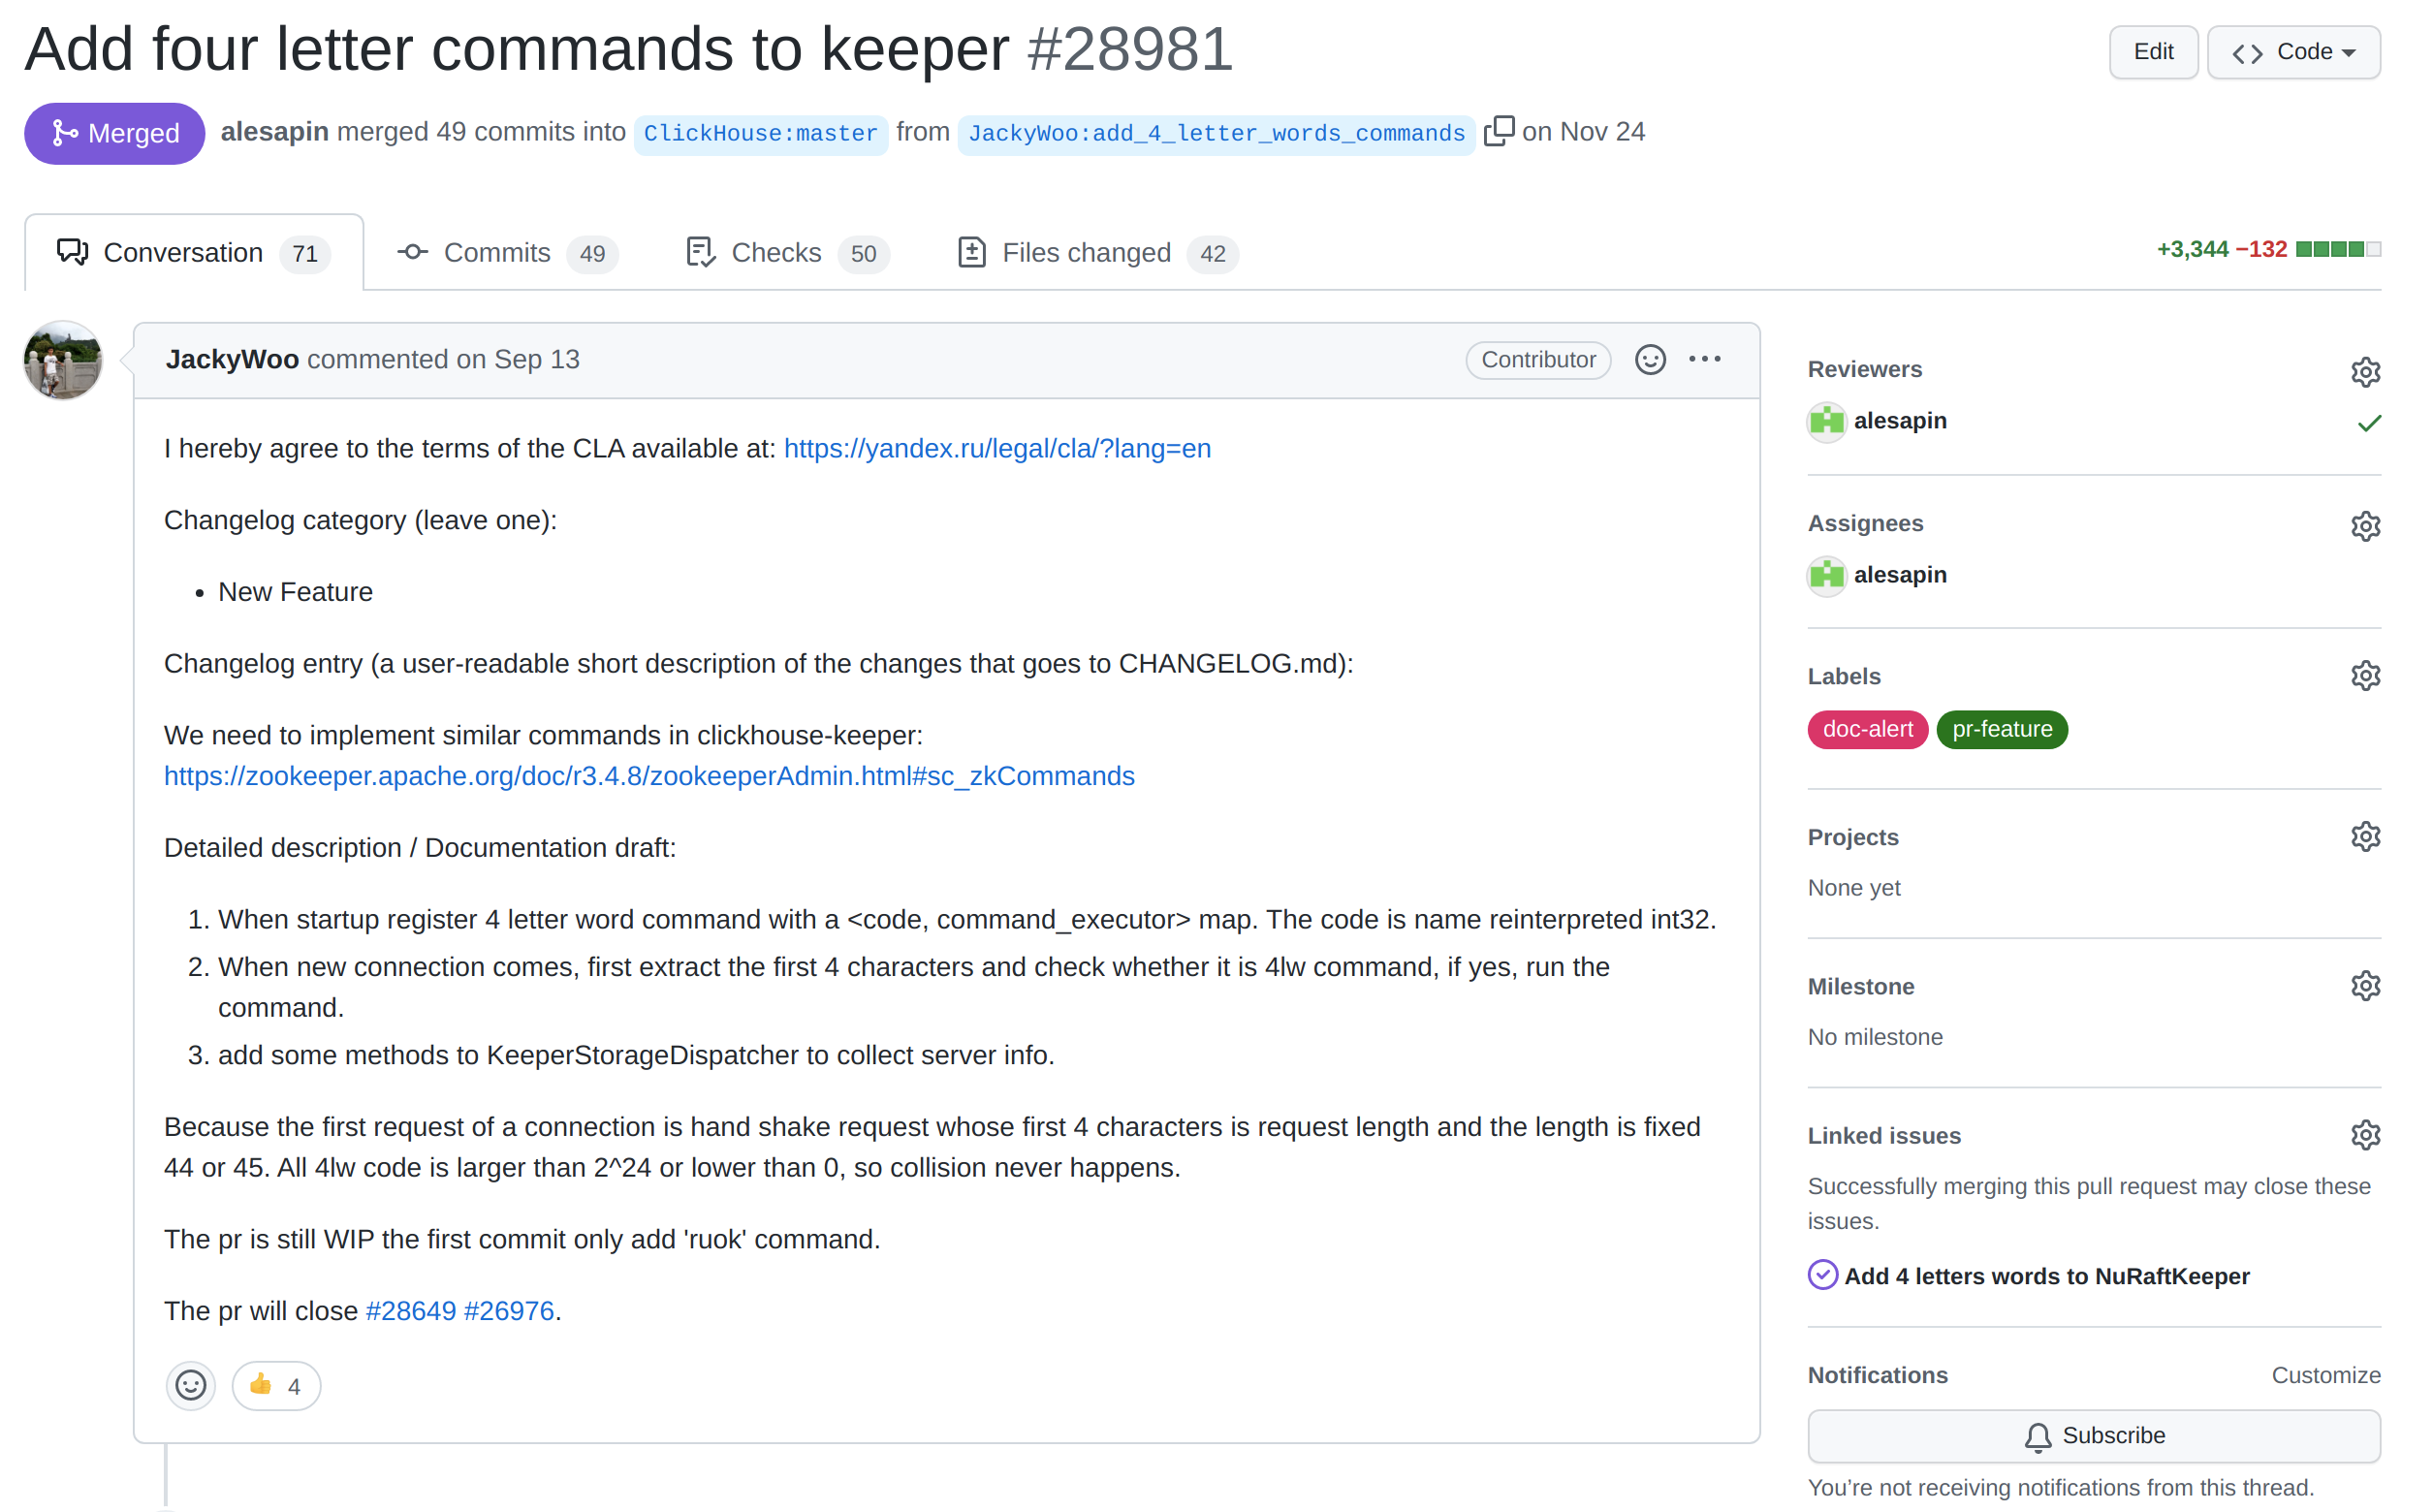 Add four letter commands to keeper #28981
Edit
Code
Merged
alesapin merged 49 commits into ClickHouse:master from JackyWoo:add_4_letter_words_commands on Nov 24
Conversation 71
Commits 49
Checks 50
Files changed 42
+3,344 −132
JackyWoo commented on Sep 13
Contributor
I hereby agree to the terms of the CLA available at: https://yandex.ru/legal/cla/?lang=en
Changelog category (leave one):
• New Feature
Changelog entry (a user-readable short description of the changes that goes to CHANGELOG.md):
We need to implement similar commands in clickhouse-keeper:
https://zookeeper.apache.org/doc/r3.4.8/zookeeperAdmin.html#sc_zkCommands
Detailed description / Documentation draft:
1. When startup register 4 letter word command with a <code, command_executor> map. The code is name reinterpreted int32.
2. When new connection comes, first extract the first 4 characters and check whether it is 4lw command, if yes, run the
command.
3. add some methods to KeeperStorageDispatcher to collect server info.
Because the first request of a connection is hand shake request whose first 4 characters is request length and the length is fixed
44 or 45. All 4lw code is larger than 2^24 or lower than 0, so collision never happens.
The pr is still WIP the first commit only add 'ruok' command.
The pr will close #28649 #26976.
4
Reviewers
alesapin
Assignees
alesapin
Labels
doc-alert pr-feature
Projects
None yet
Milestone
No milestone
Linked issues
Successfully merging this pull request may close these
issues.
Add 4 letters words to NuRaftKeeper
Notifications
Customize
Subscribe
You're not receiving notifications from this thread.